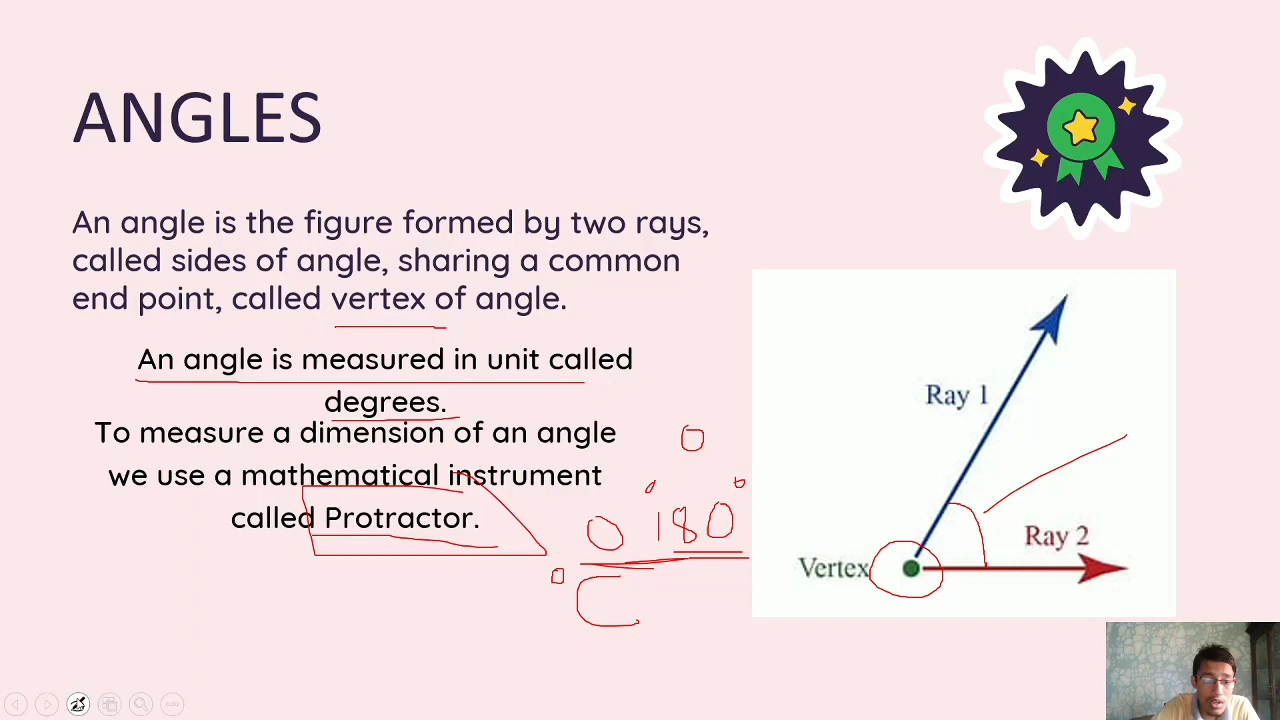 ANGLES
An angle is the figure formed by two rays,
called sides of angle, sharing a common
end point, called vertex of angle.
An angle is measured in unit called
degrees.
To measure a dimension of an angle
we use a mathematical instrument
called Protractor.
0° 180°
°C
Ray 1
Ray 2
Vertex